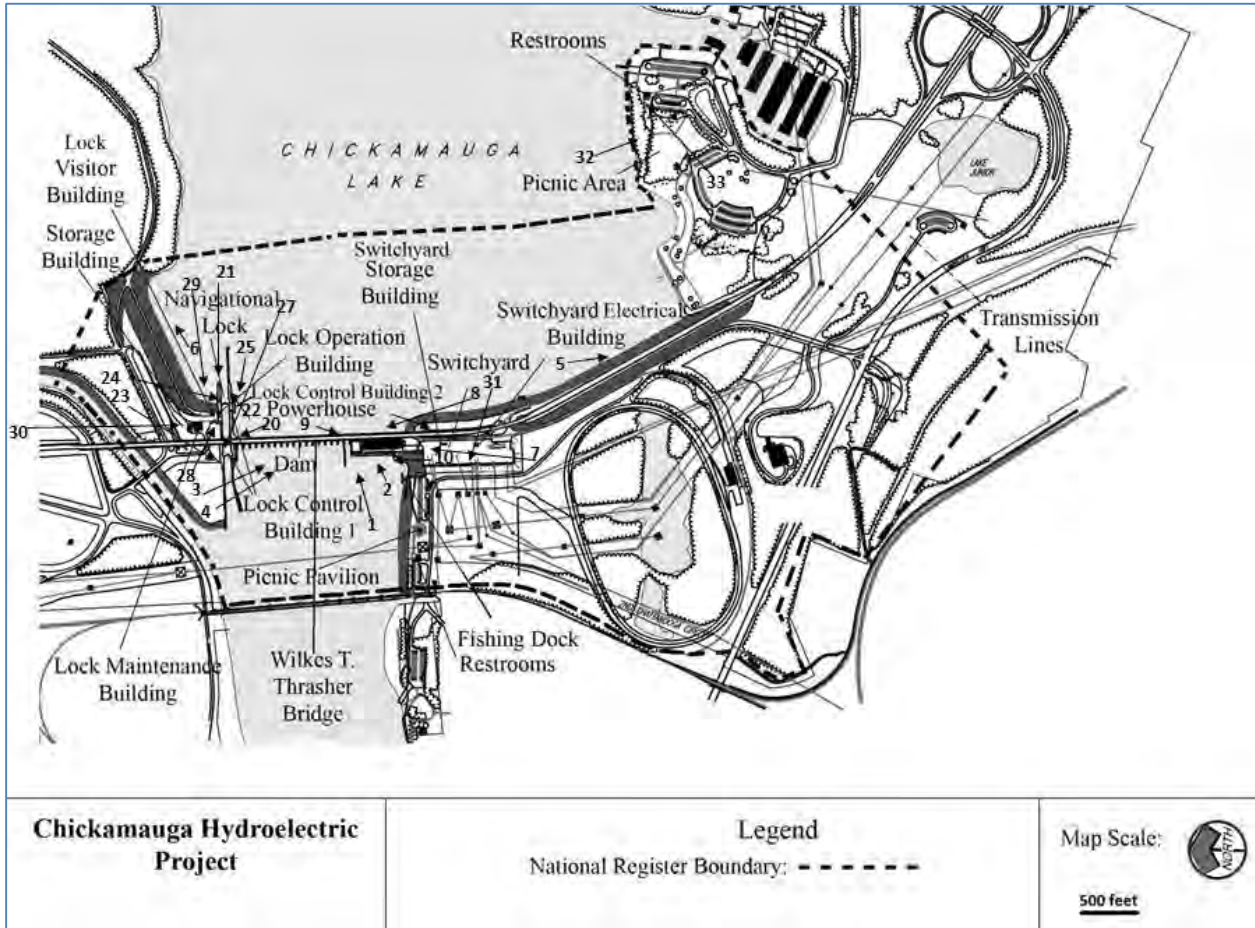 Restrooms
Lock
Visitor
Building
Storage
Building
CHICKAMAUGA
LAKE
32
Picnic Area
33
LAKE
JUNIOR
Switchyard
Storage
Building
21
29
Navigational
27
Lock
6
25
Lock Operation
Building
Switchyard Electrical
Building
Transmission
Lines
24
23
Switchyard
5
31
Lock Control Building 2
8
22
Powerhouse
20
9
30
28
Dam
3
4
2
1
7
Lock Control
Building 1
Picnic Pavilion
Fishing Dock
Restrooms
Lock Maintenance
Building
Wilkes T.
Thrasher
Bridge
Chickamauga Hydroelectric
Project
Legend
National Register Boundary:
Map Scale:
NORTH
500 feet